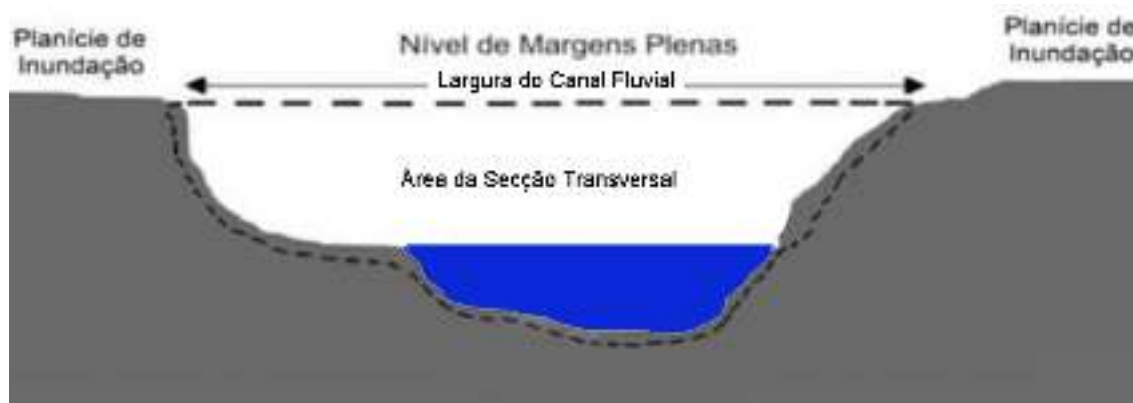 Planície de
Inundação
Nível de Margens Plenas
Largura do Canal Fluvial
Planície de
Inundação
Área da Secção Transversal